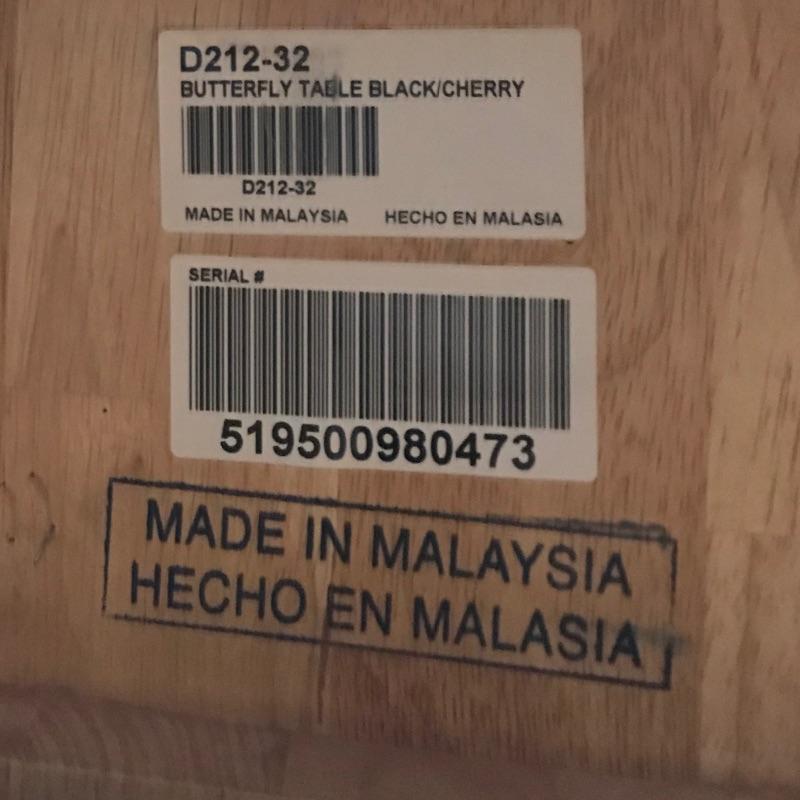 D212-32
BUTTERFLY TABLE BLACK/CHERRY
D212-32
MADE IN MALAYSIA HECHO EN MALASIA
SERIAL #
519500980473
MADE IN MALAYSIA
HECHO EN MALASIA